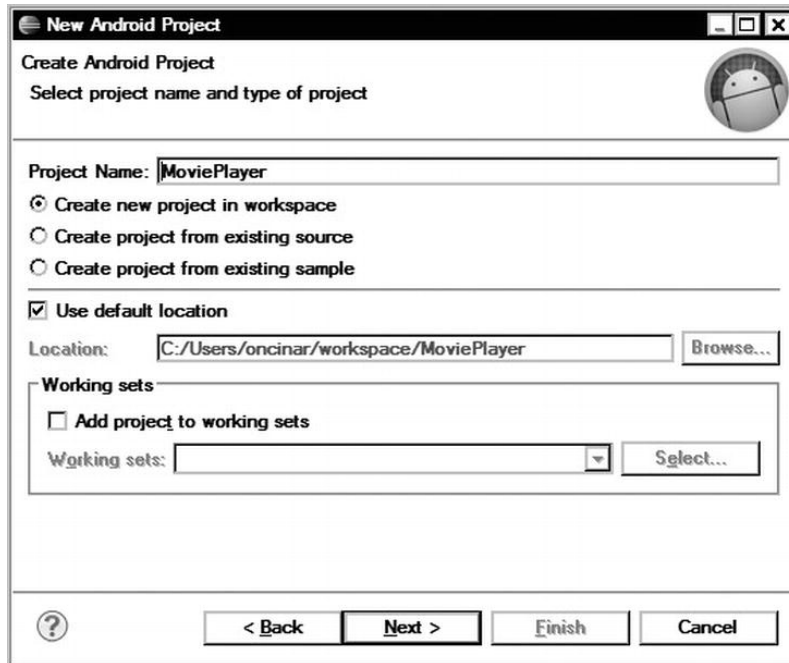 New Android Project
Create Android Project
Select project name and type of project
Project Name: MoviePlayer
Create new project in workspace
Create project from existing source
Create project from existing sample
Use default location
Location: C:/Users/oncinar/workspace/MoviePlayer Browse...
Working sets
Add project to working sets
Working sets: Select...
? < Back Next > Finish Cancel